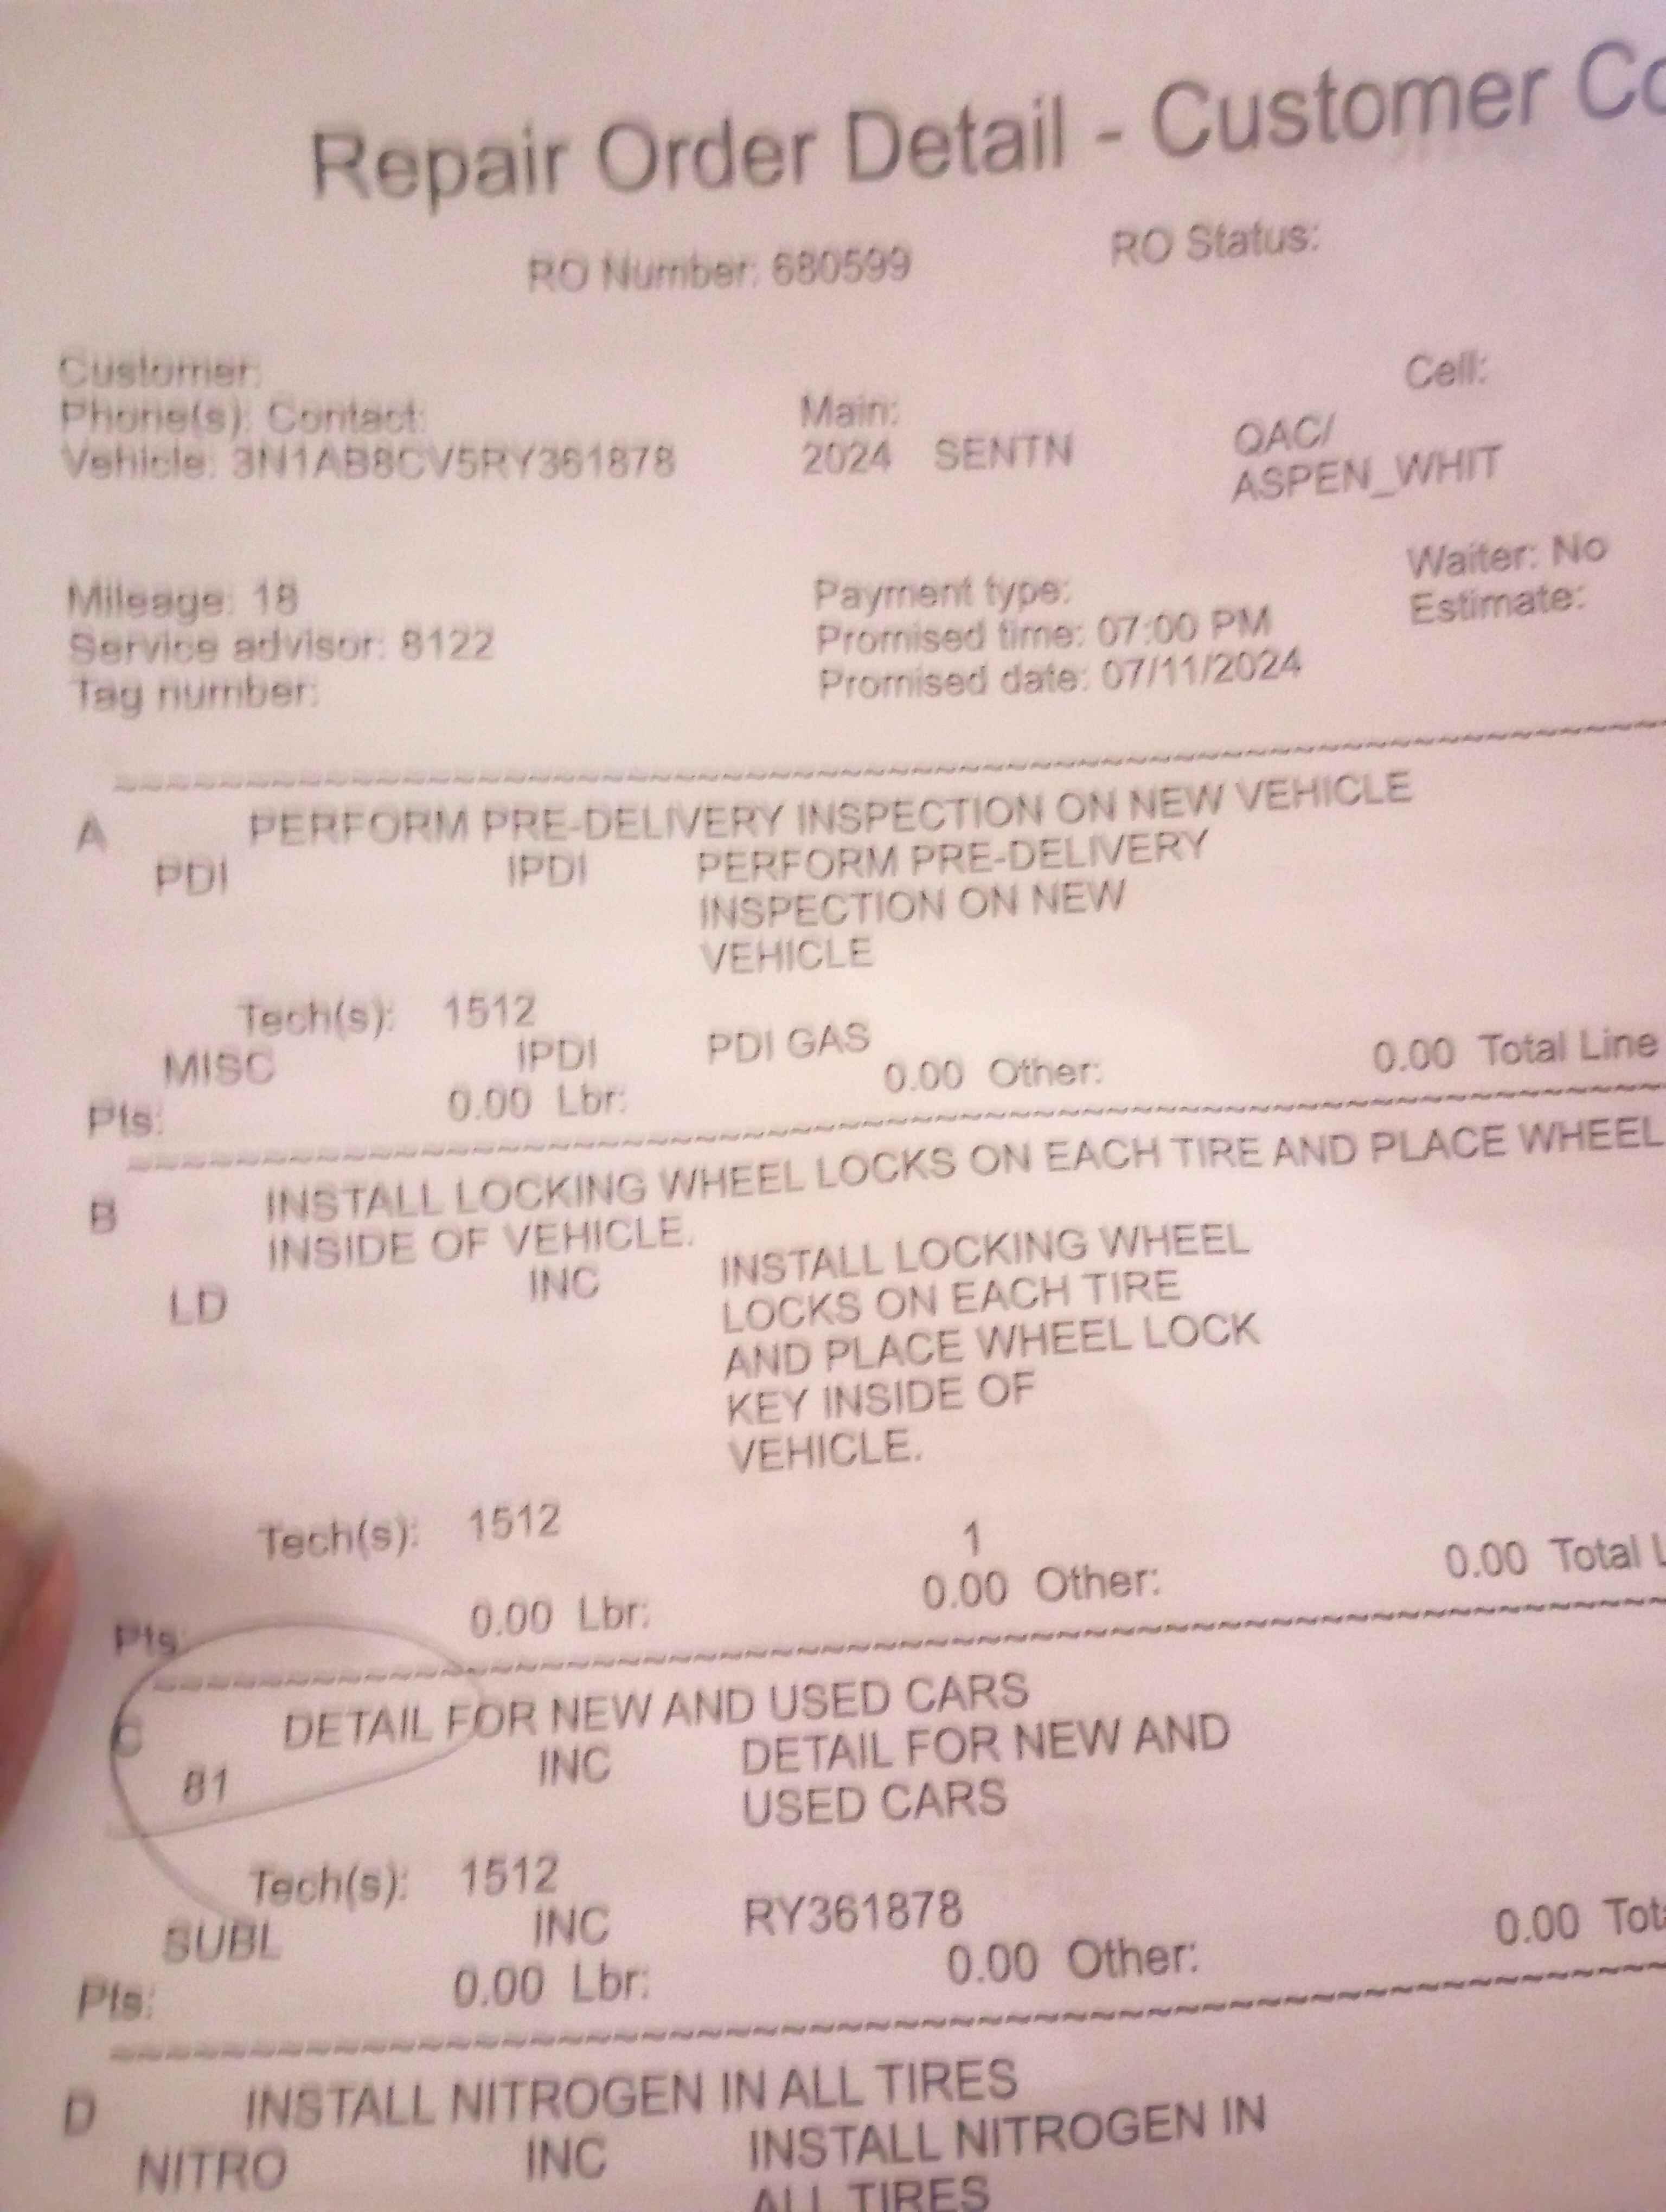 Repair Order Detail - Customer Co
RO Number: 680599 RO Status:
Customer:
Phone(s): Contact: Main: Cell:
Vehicle: 3N1AB8CV5RY361878 2024 SENTN QAC/
ASPEN_WHIT
Mileage: 18 Payment type: Waiter: No
Service advisor: 8122 Promised time: 07:00 PM Estimate:
Tag number: Promised date: 07/11/2024
A PERFORM PRE-DELIVERY INSPECTION ON NEW VEHICLE
PDI IPDI PERFORM PRE-DELIVERY
INSPECTION ON NEW
VEHICLE
Tech(s): 1512
MISC IPDI PDI GAS
Pts: 0.00 Lbr: 0.00 Other: 0.00 Total Line
B INSTALL LOCKING WHEEL LOCKS ON EACH TIRE AND PLACE WHEEL
INSIDE OF VEHICLE.
LD INC INSTALL LOCKING WHEEL
LOCKS ON EACH TIRE
AND PLACE WHEEL LOCK
KEY INSIDE OF
VEHICLE.
Tech(s): 1512 1
Pts: 0.00 Lbr: 0.00 Other: 0.00 Total L
C DETAIL FOR NEW AND USED CARS
81 INC DETAIL FOR NEW AND
USED CARS
Tech(s): 1512
SUBL INC RY361878
Pts: 0.00 Lbr: 0.00 Other: 0.00 Tota
D INSTALL NITROGEN IN ALL TIRES
NITRO INC INSTALL NITROGEN IN
ALL TIRES